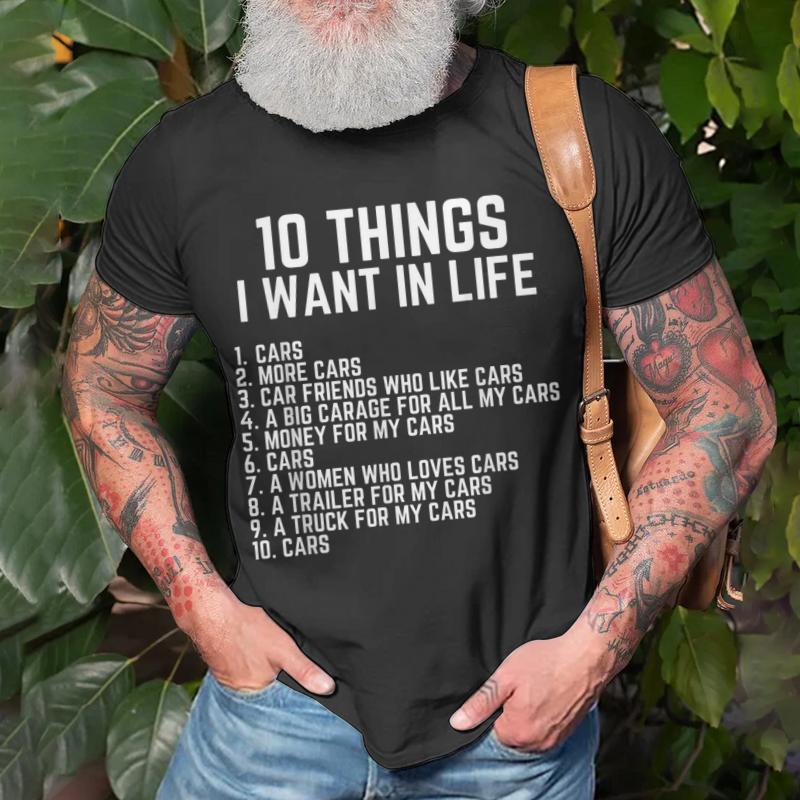 10 THINGS
I WANT IN LIFE
1. CARS
2. MORE CARS
3. CAR FRIENDS WHO LIKE CARS
4. A BIG CARAGE FOR ALL MY CARS
5. MONEY FOR MY CARS
6. CARS
7. A WOMEN WHO LOVES CARS
8. A TRAILER FOR MY CARS
9. A TRUCK FOR MY CARS
10. CARS
Estuardo